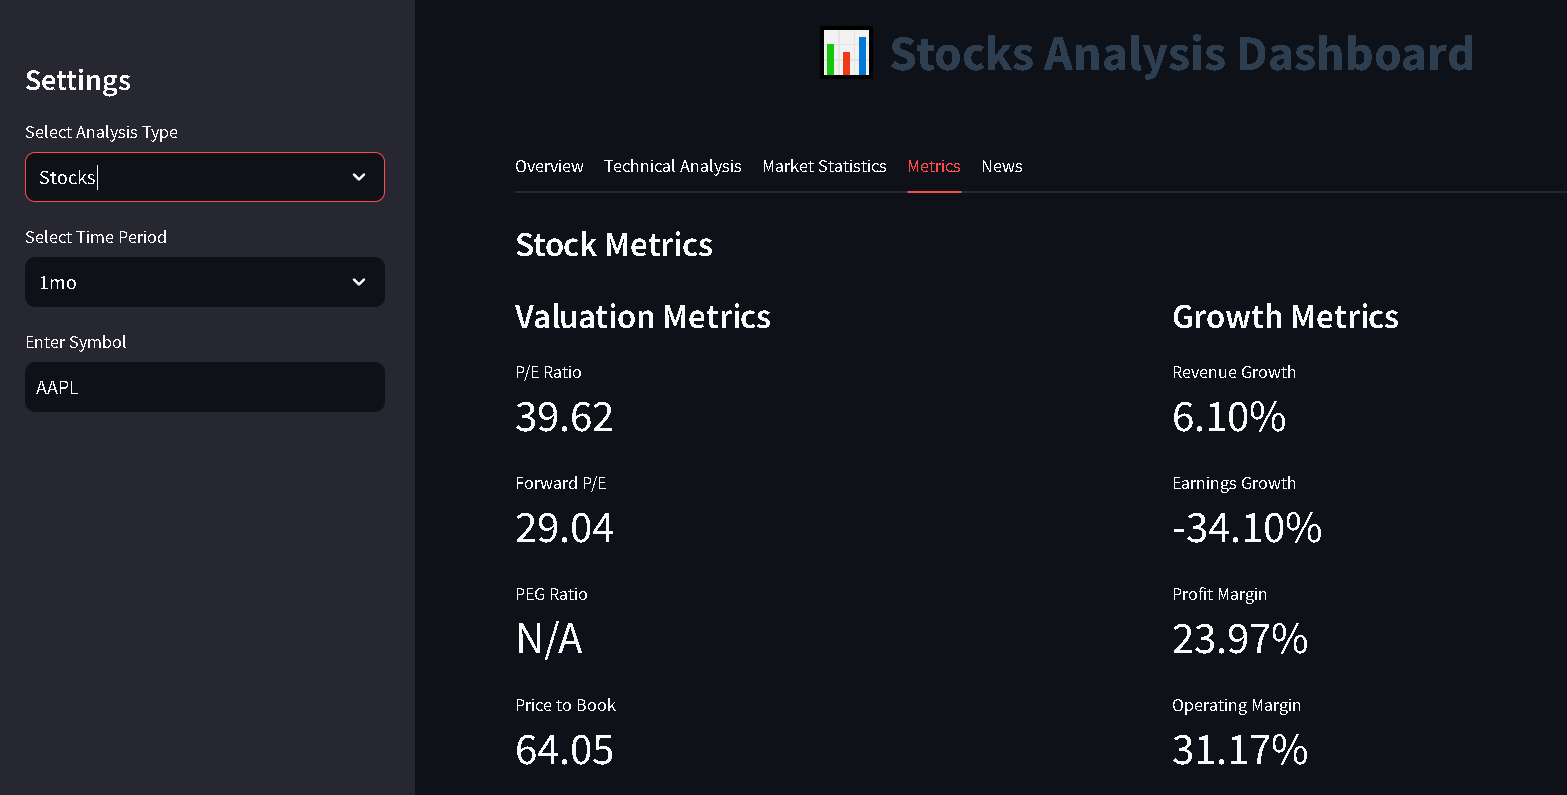 Settings
Select Analysis Type
Stocks
Select Time Period
1mo
Enter Symbol
AAPL
Stocks Analysis Dashboard
Overview Technical Analysis Market Statistics Metrics News
Stock Metrics
Valuation Metrics
P/E Ratio
39.62
Forward P/E
29.04
PEG Ratio
N/A
Price to Book
64.05
Growth Metrics
Revenue Growth
6.10%
Earnings Growth
-34.10%
Profit Margin
23.97%
Operating Margin
31.17%